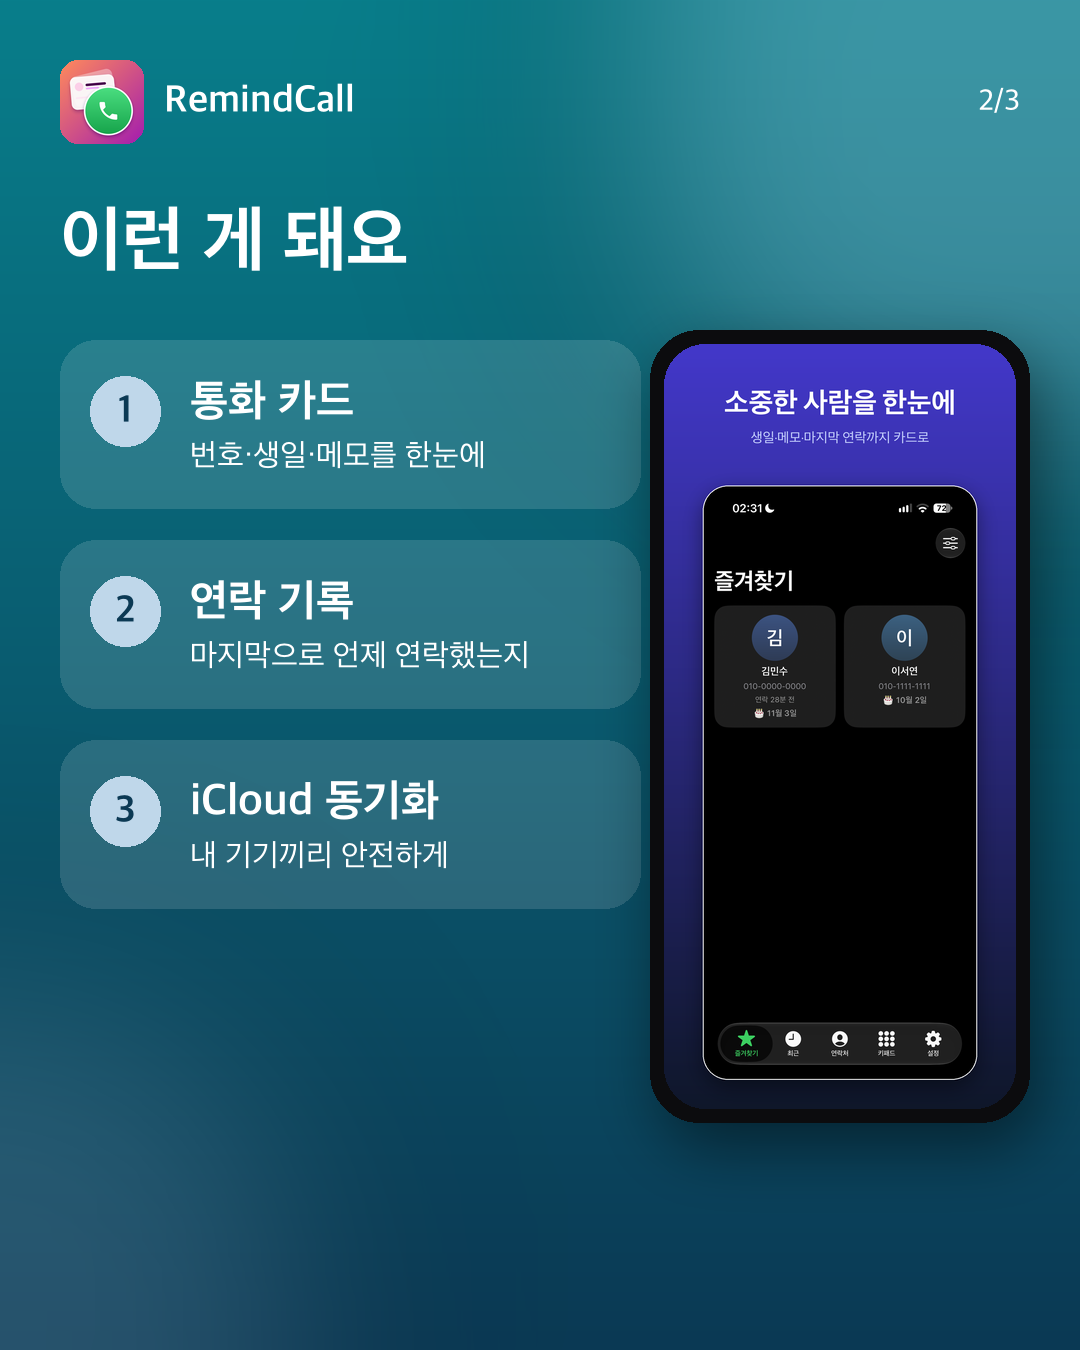 RemindCall
2/3
이런 게 돼요
1
통화 카드
번호·생일·메모를 한눈에
2
연락 기록
마지막으로 언제 연락했는지
3
iCloud 동기화
내 기기끼리 안전하게
소중한 사람을 한눈에
생일·메모·마지막 연락까지 카드로
02:31
72
즐겨찾기
김
이
김민수
이서연
010-0000-0000
010-1111-1111
연락 28분 전
11월 3일
10월 2일
즐겨찾기
최근
연락처
키패드
설정